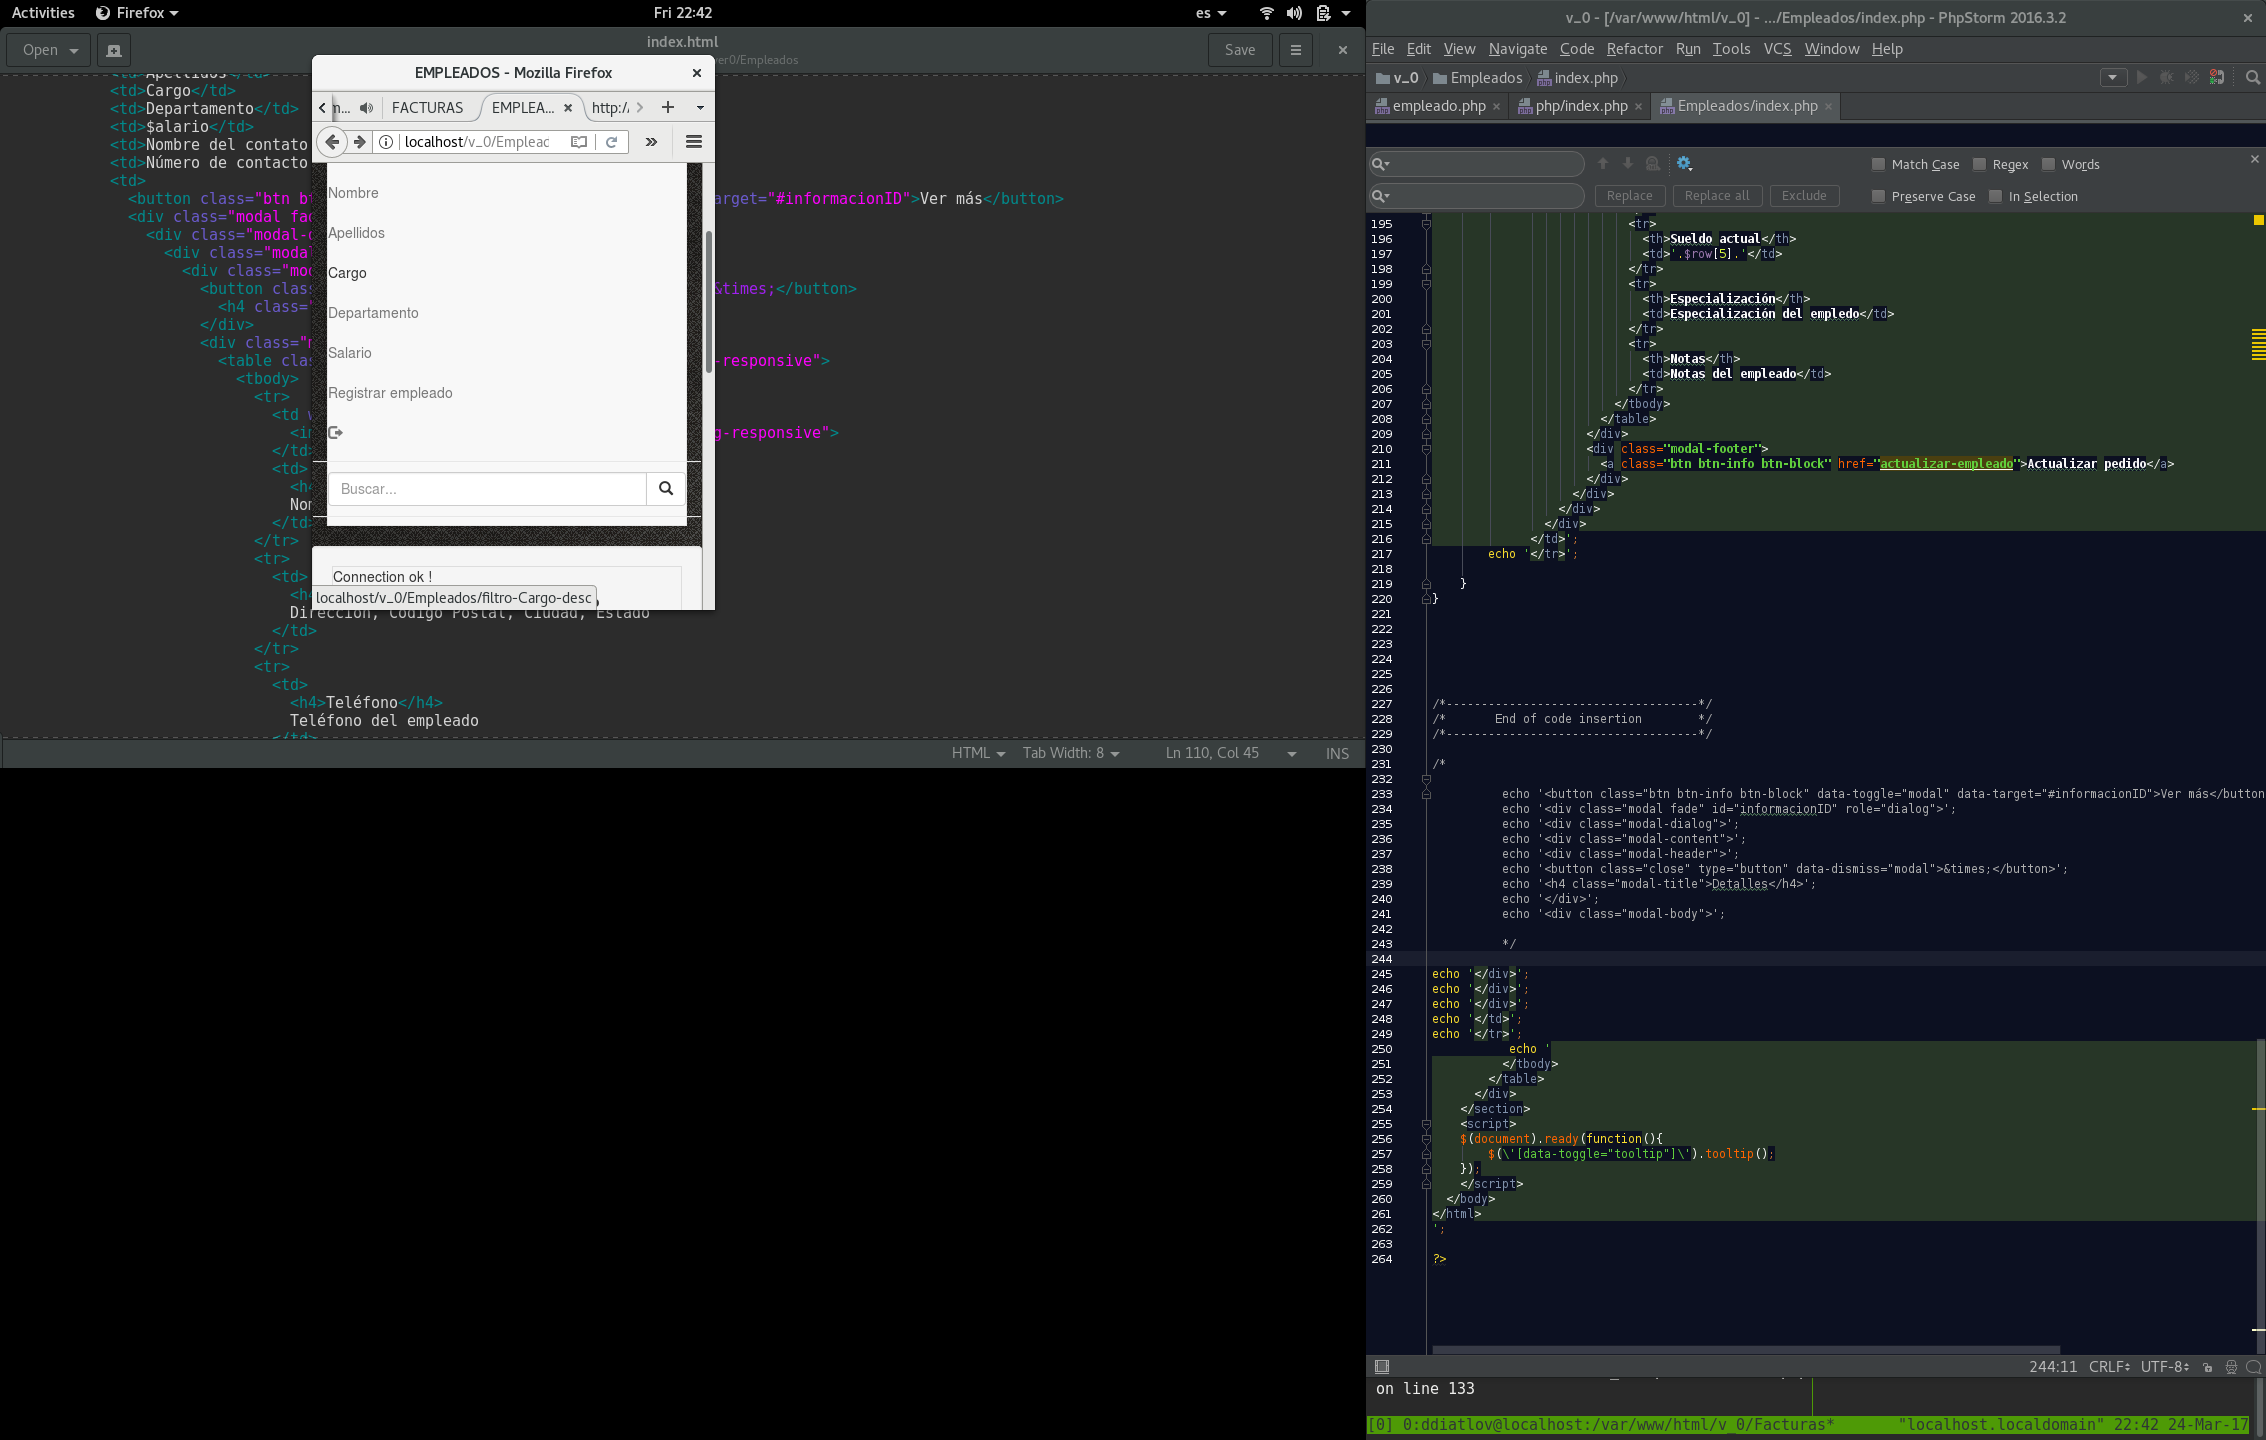 Activities Firefox Fri 22:42 es
Open index.html Save
ver0/Empleados
<td>Apellidos</td>
<td>Cargo</td>
<td>Departamento</td>
<td>$alario</td>
<td>Nombre del contato
<td>Número de contacto
<td>
<button class="btn b arget="#informacionID">Ver más</button>
<div class="modal fa
<div class="modal-
<div class="moda
<div class="mo
<button class= &times;</button>
<h4 class=
</div>
<div class="
<table clas -responsive">
<tbody>
<tr>
<td
<i g-responsive">
</td>
<td>
<h
No
</td>
</tr>
<tr>
<td>
<h
Dirección, Código Postal, Ciudad, Estado
</td>
</tr>
<tr>
<td>
<h4>Teléfono</h4>
Teléfono del empleado
</td>
HTML Tab Width: 8 Ln 110, Col 45 INS
EMPLEADOS - Mozilla Firefox
m... FACTURAS EMPLEA... http:/
localhost/v_0/Emplead
Nombre
Apellidos
Cargo
Departamento
Salario
Registrar empleado
Buscar...
Connection ok !
localhost/v_0/Empleados/filtro-Cargo-desc
v_0 - [/var/www/html/v_0] - .../Empleados/index.php - PhpStorm 2016.3.2
File Edit View Navigate Code Refactor Run Tools VCS Window Help
v_0 Empleados index.php
empleado.php php/index.php Empleados/index.php
Match Case Regex Words
Replace Replace all Exclude Preserve Case In Selection
195 <tr>
196 <th>Sueldo actual</th>
197 <td>'.$row[5].'</td>
198 </tr>
199 <tr>
200 <th>Especialización</th>
201 <td>Especialización del empledo</td>
202 </tr>
203 <tr>
204 <th>Notas</th>
205 <td>Notas del empleado</td>
206 </tr>
207 </tbody>
208 </table>
209 </div>
210 <div class="modal-footer">
211 <a class="btn btn-info btn-block" href="actualizar-empleado">Actualizar pedido</a>
212 </div>
213 </div>
214 </div>
215 </div>
216 </td>';
217 echo '</tr>';
218
219 }
220 }
221
222
223
224
225
226
227 /*------------------------------------*/
228 /* End of code insertion */
229 /*------------------------------------*/
230
231 /*
232
233 echo '<button class="btn btn-info btn-block" data-toggle="modal" data-target="#informacionID">Ver más</button
234 echo '<div class="modal fade" id="informacionID" role="dialog">';
235 echo '<div class="modal-dialog">';
236 echo '<div class="modal-content">';
237 echo '<div class="modal-header">';
238 echo '<button class="close" type="button" data-dismiss="modal">&times;</button>';
239 echo '<h4 class="modal-title">Detalles</h4>';
240 echo '</div>';
241 echo '<div class="modal-body">';
242
243 */
244
245 echo '</div>';
246 echo '</div>';
247 echo '</div>';
248 echo '</td>';
249 echo '</tr>';
250 echo '
251 </tbody>
252 </table>
253 </div>
254 </section>
255 <script>
256 $(document).ready(function(){
257 $(\'[data-toggle="tooltip"]\').tooltip();
258 });
259 </script>
260 </body>
261 </html>
262 ';
263
264 ?>
244:11 CRLF UTF-8
on line 133
[0] 0:ddiatlov@localhost:/var/www/html/v_0/Facturas* "localhost.localdomain" 22:42 24-Mar-17